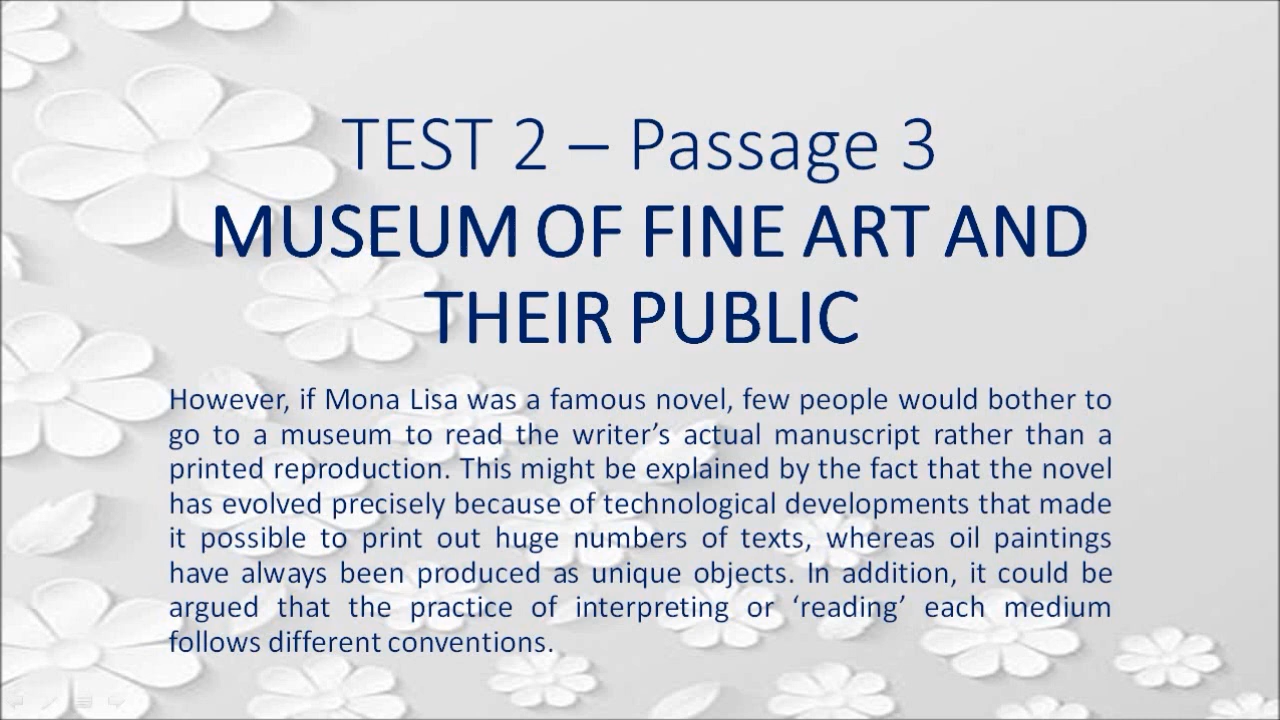 TEST 2 – Passage 3
MUSEUM OF FINE ART AND
THEIR PUBLIC
However, if Mona Lisa was a famous novel, few people would bother to
go to a museum to read the writer’s actual manuscript rather than a
printed reproduction. This might be explained by the fact that the novel
has evolved precisely because of technological developments that made
it possible to print out huge numbers of texts, whereas oil paintings
have always been produced as unique objects. In addition, it could be
argued that the practice of interpreting or ‘reading’ each medium
follows different conventions.